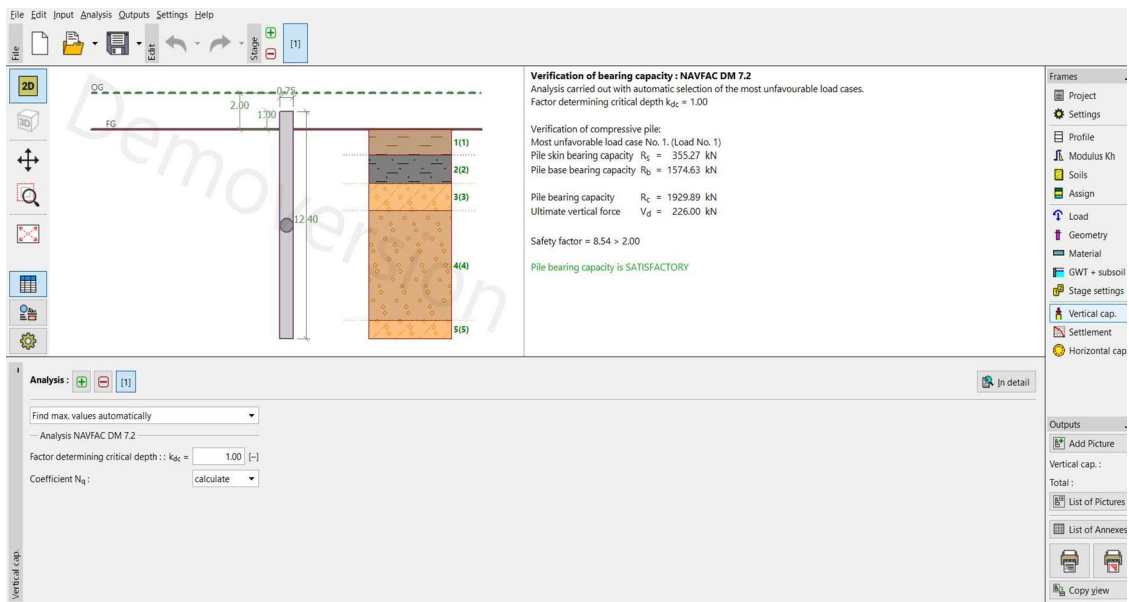 File Edit Input Analysis Outputs Settings Help
File
Edit
Stage
[1]
2D
3D
OG
FG
0.75
2.00
1.00
12.40
1(1)
2(2)
3(3)
4(4)
5(5)
Demoversion
Verification of bearing capacity : NAVFAC DM 7.2
Analysis carried out with automatic selection of the most unfavourable load cases.
Factor determining critical depth kdc = 1.00
Verification of compressive pile:
Most unfavorable load case No. 1. (Load No. 1)
Pile skin bearing capacity Rs = 355.27 kN
Pile base bearing capacity Rb = 1574.63 kN
Pile bearing capacity Rc = 1929.89 kN
Ultimate vertical force Vd = 226.00 kN
Safety factor = 8.54 > 2.00
Pile bearing capacity is SATISFACTORY
Frames
Project
Settings
Profile
Modulus Kh
Soils
Assign
Load
Geometry
Material
GWT + subsoil
Stage settings
Vertical cap.
Settlement
Horizontal cap
Analysis : [1]
In detail
Find max. values automatically
Analysis NAVFAC DM 7.2
Factor determining critical depth : : kdc = 1.00 [–]
Coefficient Nq : calculate
Vertical cap.
Outputs
Add Picture
Vertical cap. :
Total :
List of Pictures
List of Annexes
Copy view